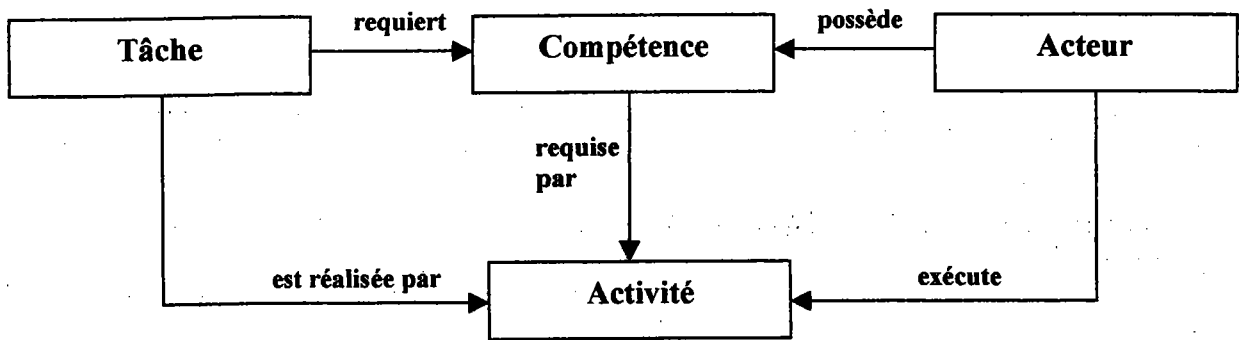 requiert
possède
Tâche
Compétence
Acteur
requise
par
est réalisée par
exécute
Activité